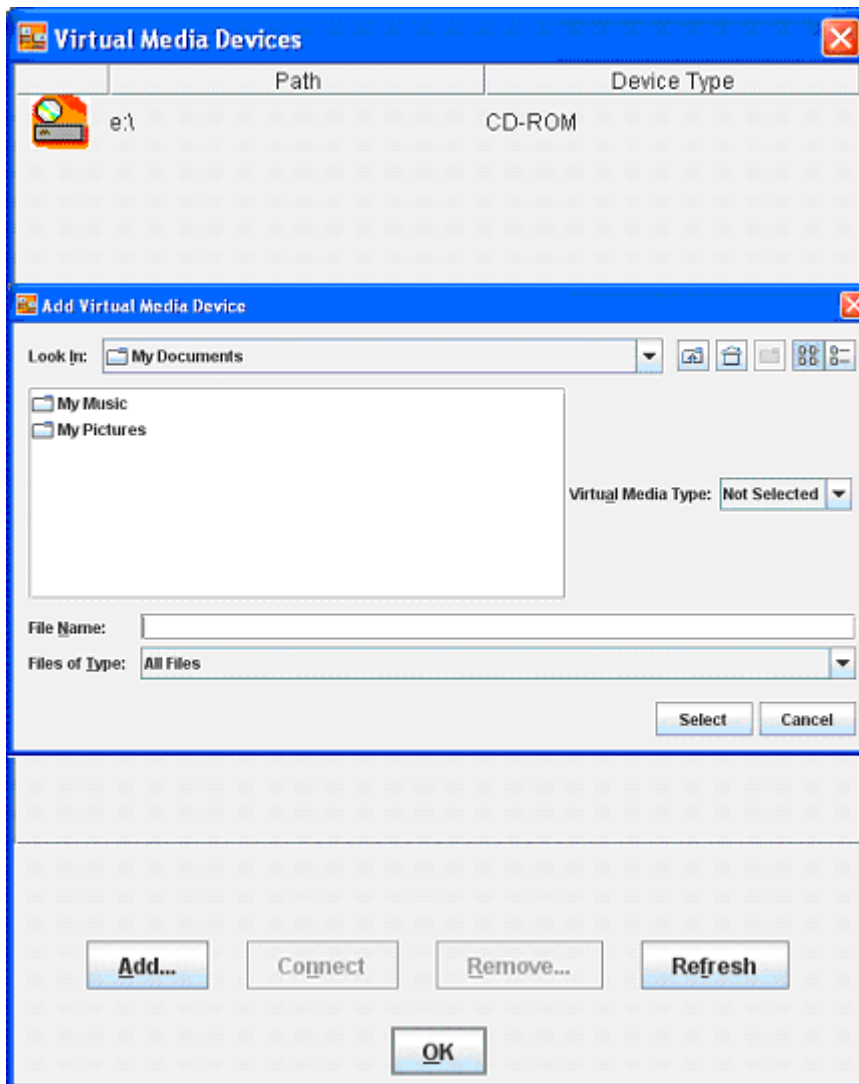 Virtual Media Devices
Path Device Type
e:\ CD-ROM
Add Virtual Media Device
Look In: My Documents
My Music
My Pictures
Virtual Media Type: Not Selected
File Name:
Files of Type: All Files
Select Cancel
Add... Connect Remove... Refresh
OK